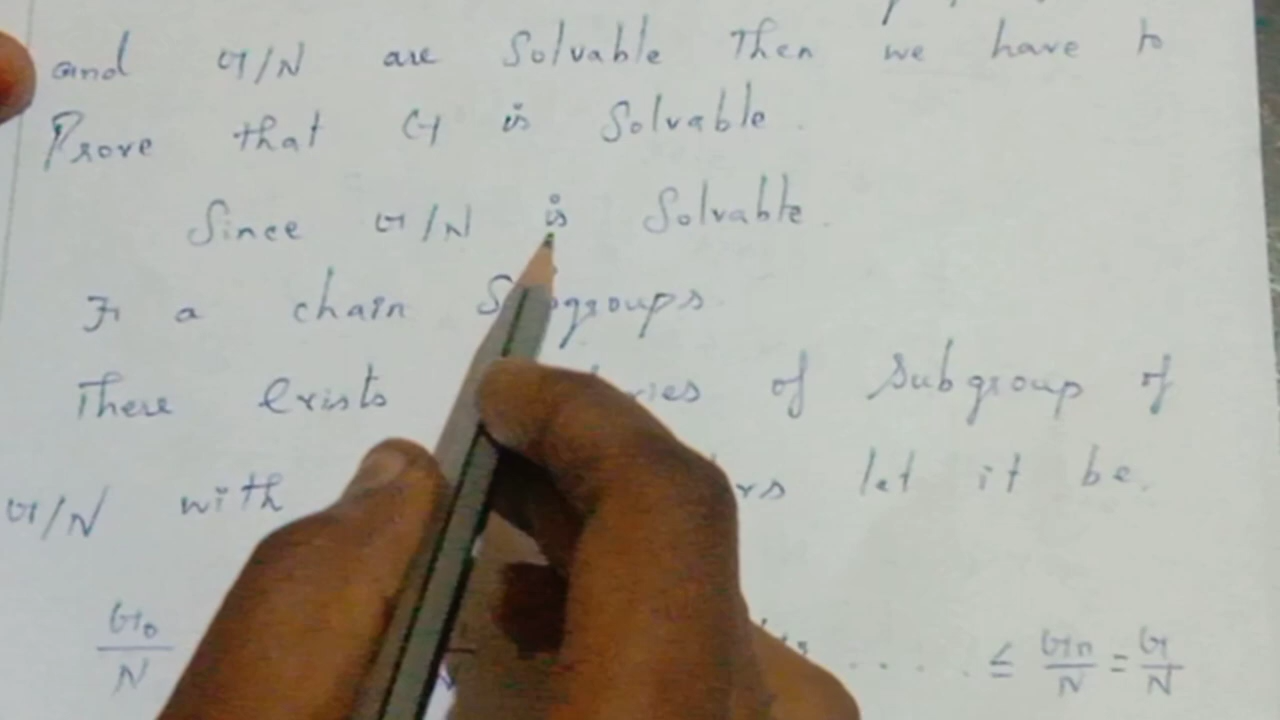 and G/N are Solvable Then we have to
Prove that G is Solvable.
Since G/N is Solvable.
a chain Subgroups.
There exists of subgroup of
G/N with let it be.
G₀/N ..... ≤ Gn/N = G/N